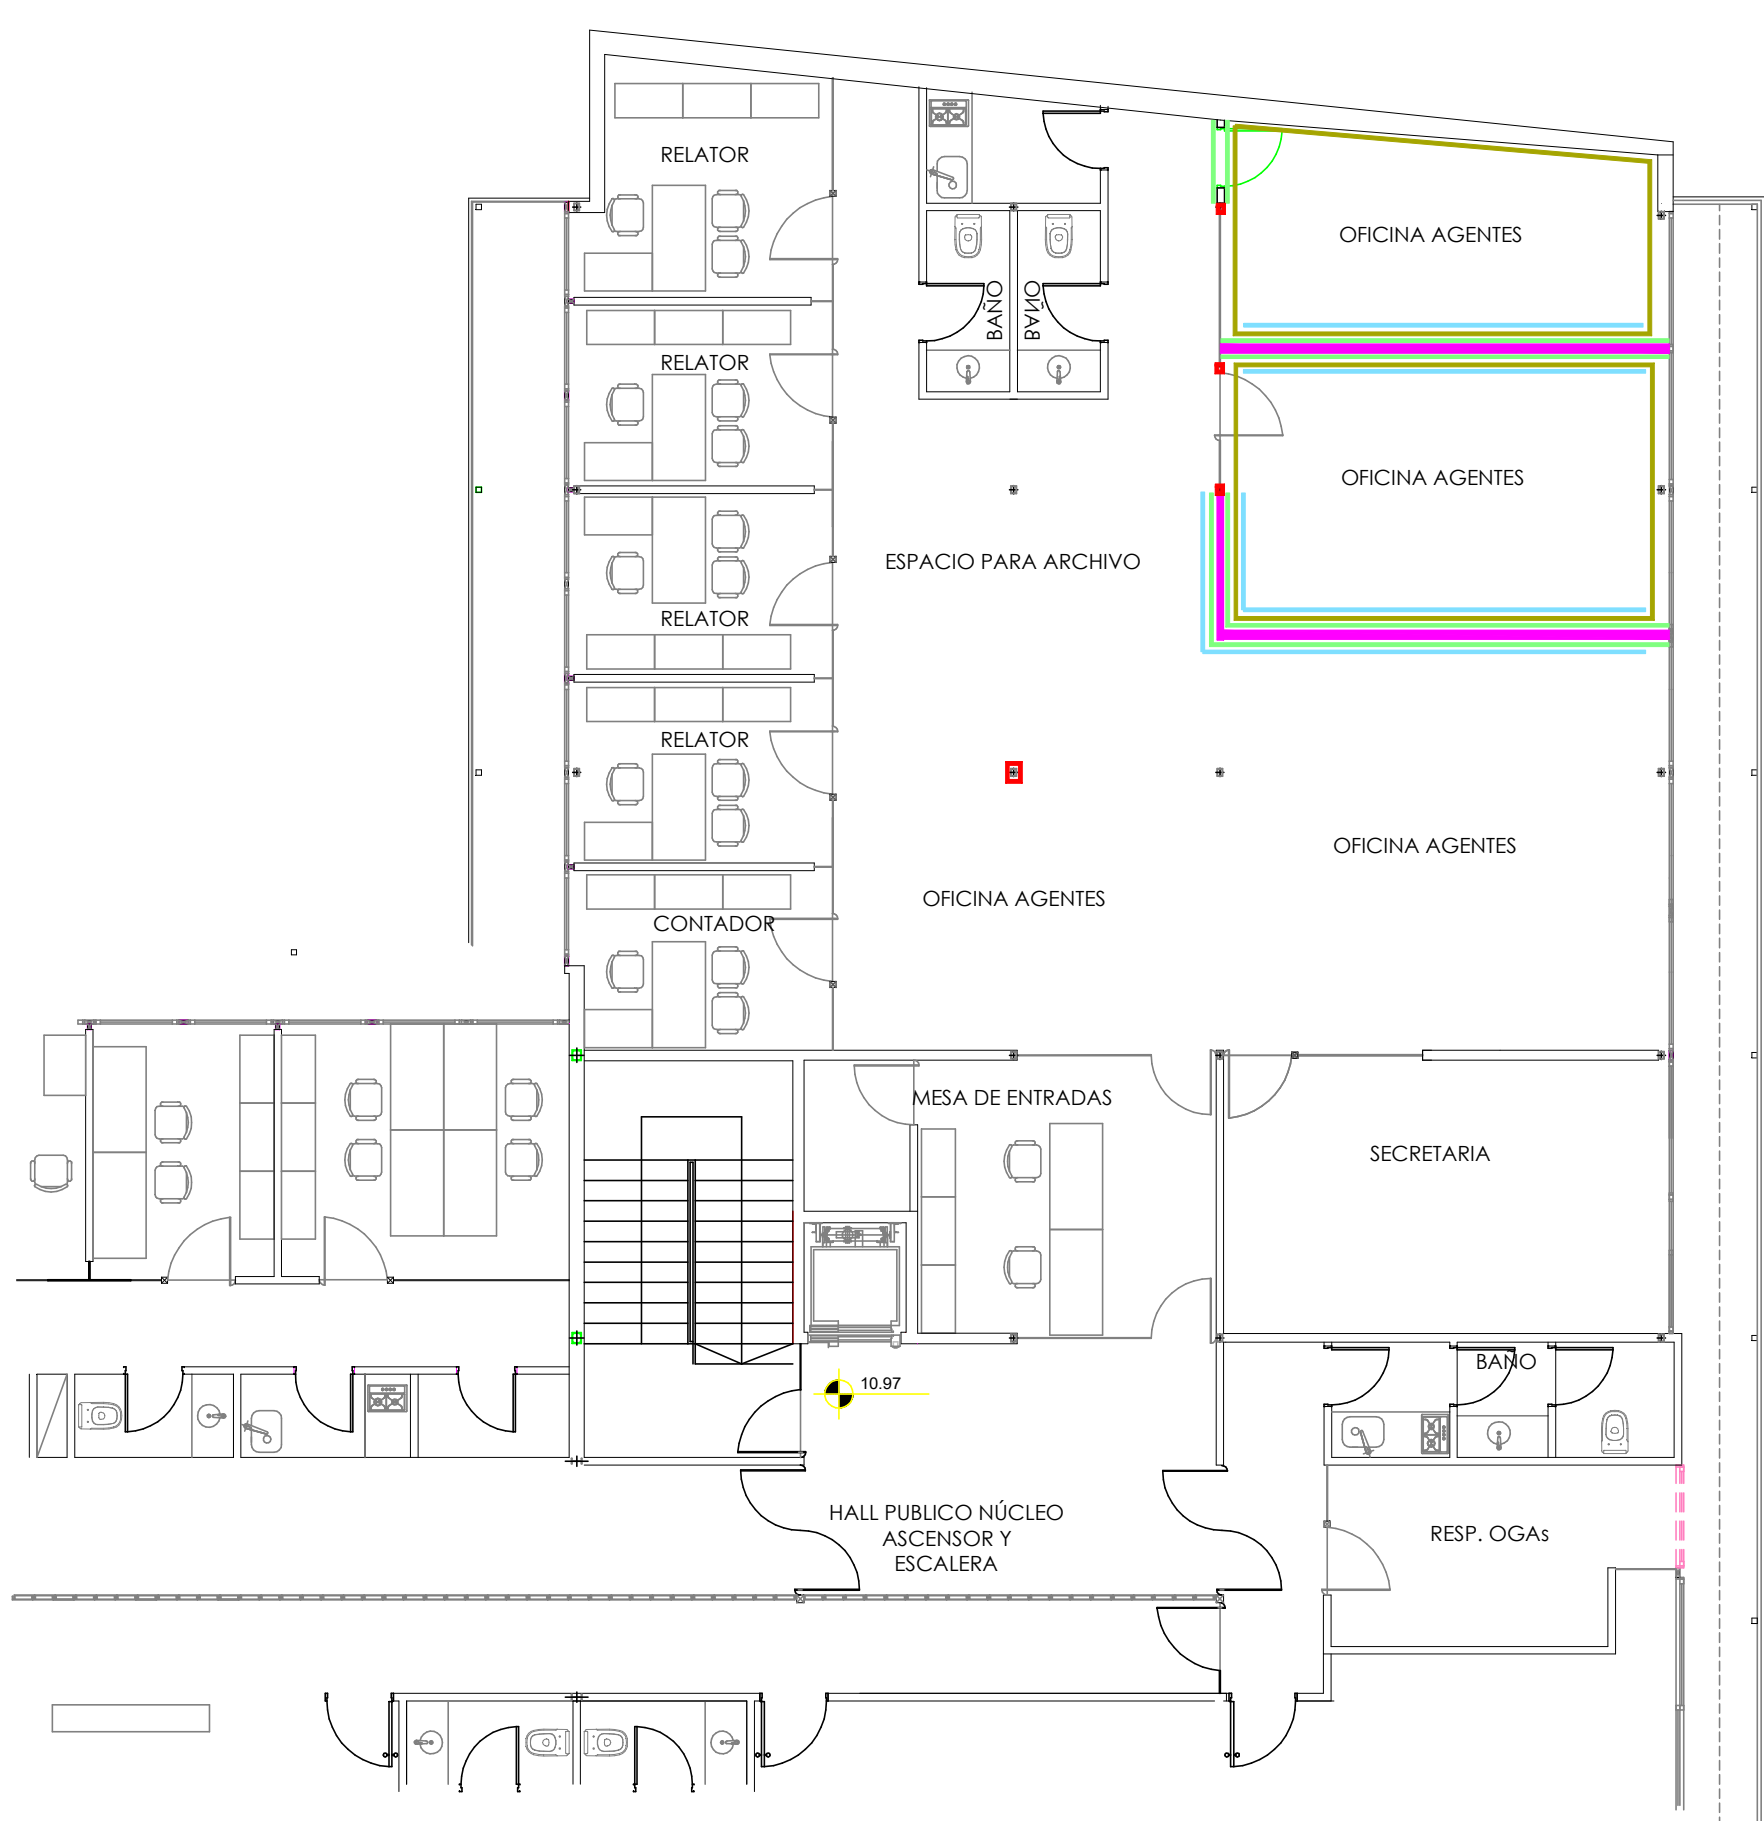 RELATOR
OFICINA AGENTES
BAÑO
BAÑO
RELATOR
OFICINA AGENTES
ESPACIO PARA ARCHIVO
RELATOR
RELATOR
OFICINA AGENTES
OFICINA AGENTES
CONTADOR
MESA DE ENTRADAS
SECRETARIA
BAÑO
10.97
HALL PUBLICO NÚCLEO
ASCENSOR Y
ESCALERA
RESP. OGAs